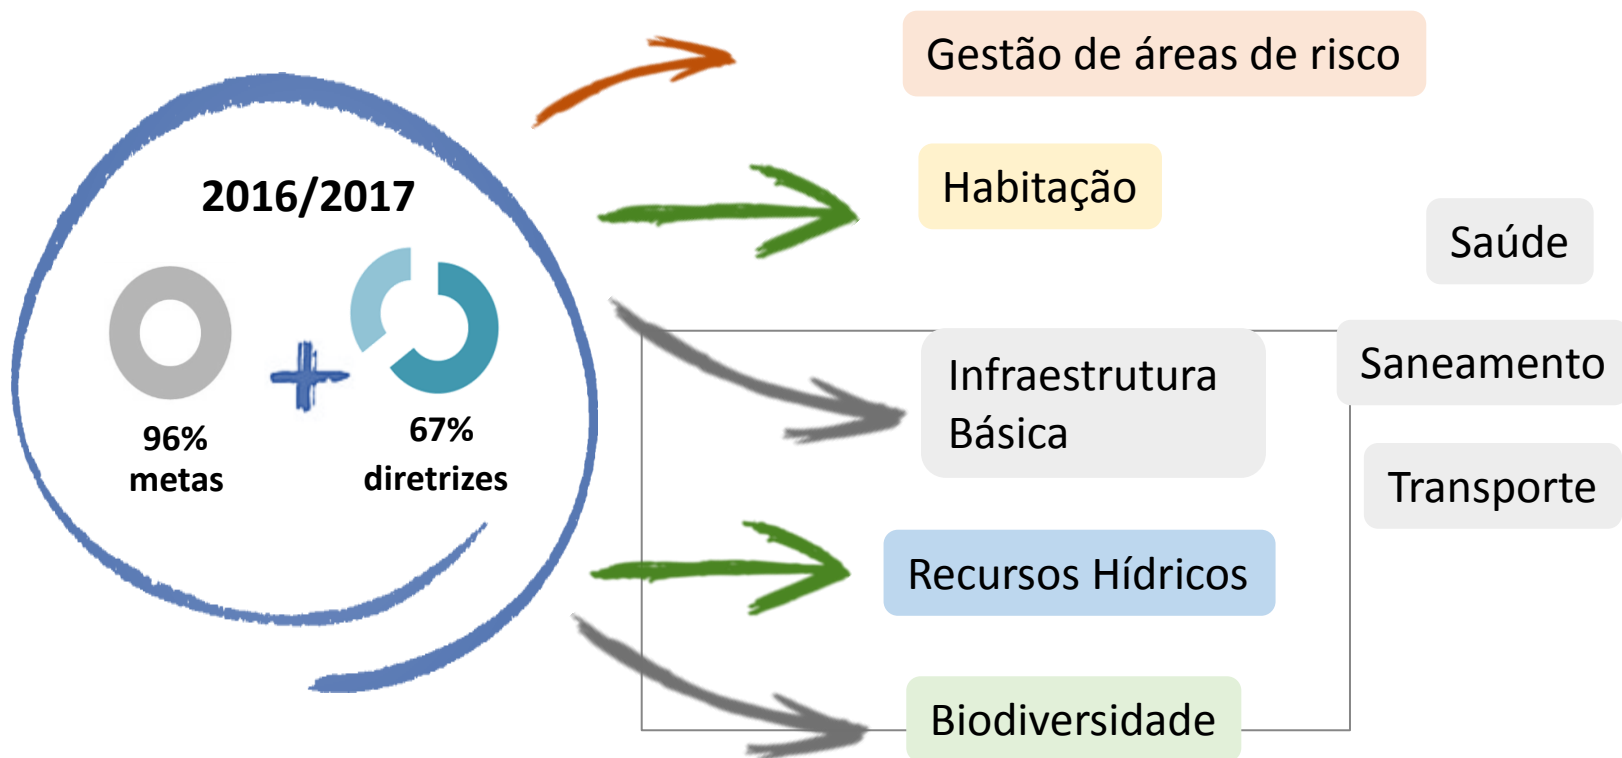 2016/2017
96%
metas
67%
diretrizes
Gestão de áreas de risco
Habitação
Infraestrutura
Básica
Saúde
Saneamento
Transporte
Recursos Hídricos
Biodiversidade